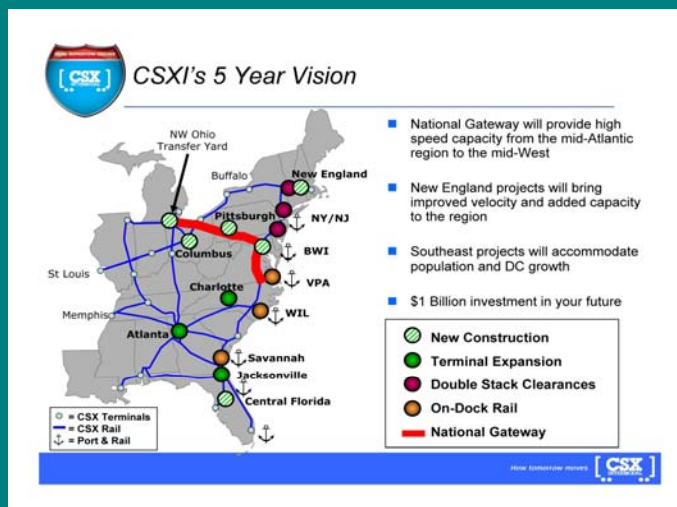 CSX
INTERMODAL
CSXI's 5 Year Vision
NW Ohio
Transfer Yard
Buffalo
New England
Pittsburgh
NY/NJ
Columbus
BWI
St Louis
VPA
Charlotte
Memphis
WIL
Atlanta
Savannah
Jacksonville
Central Florida
= CSX Terminals
= CSX Rail
= Port & Rail
National Gateway will provide high
speed capacity from the mid-Atlantic
region to the mid-West
New England projects will bring
improved velocity and added capacity
to the region
Southeast projects will accommodate
population and DC growth
$1 Billion investment in your future
New Construction
Terminal Expansion
Double Stack Clearances
On-Dock Rail
National Gateway
How tomorrow moves
CSX
INTERMODAL